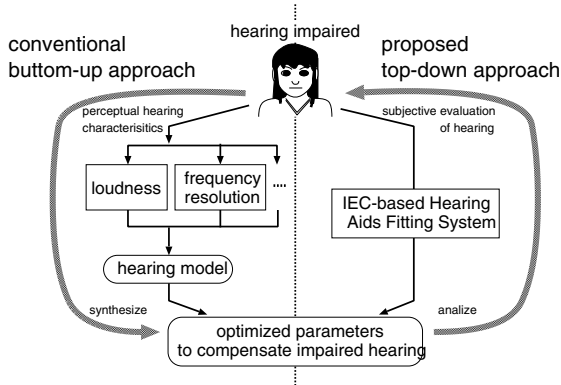 hearing impaired
conventional
buttom-up approach
proposed
top-down approach
perceptual hearing
characterisitics
subjective evaluation
of hearing
loudness
frequency
resolution
....
IEC-based Hearing
Aids Fitting System
hearing model
synthesize
analize
optimized parameters
to compensate impaired hearing